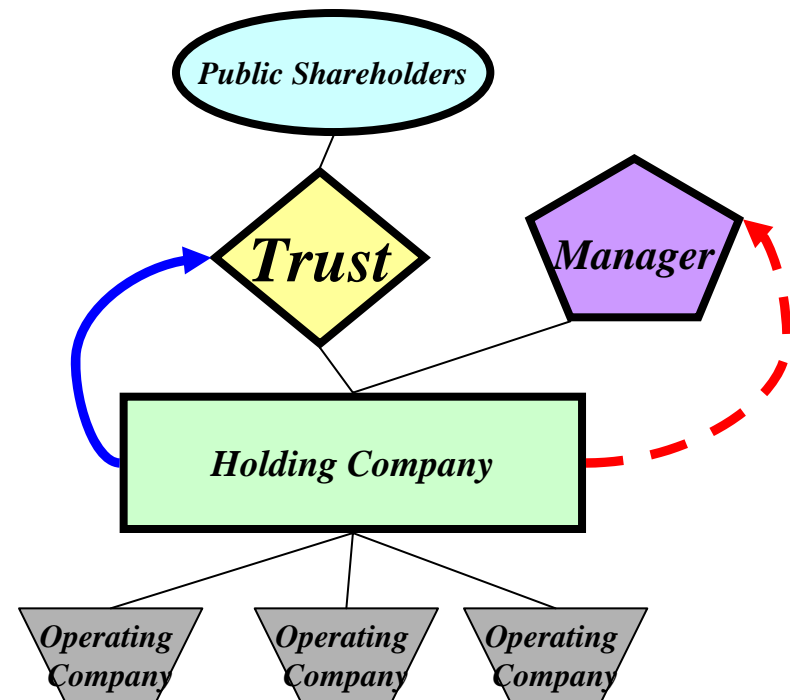 Public Shareholders
Trust
Manager
Holding Company
Operating
Company
Operating
Company
Operating
Company